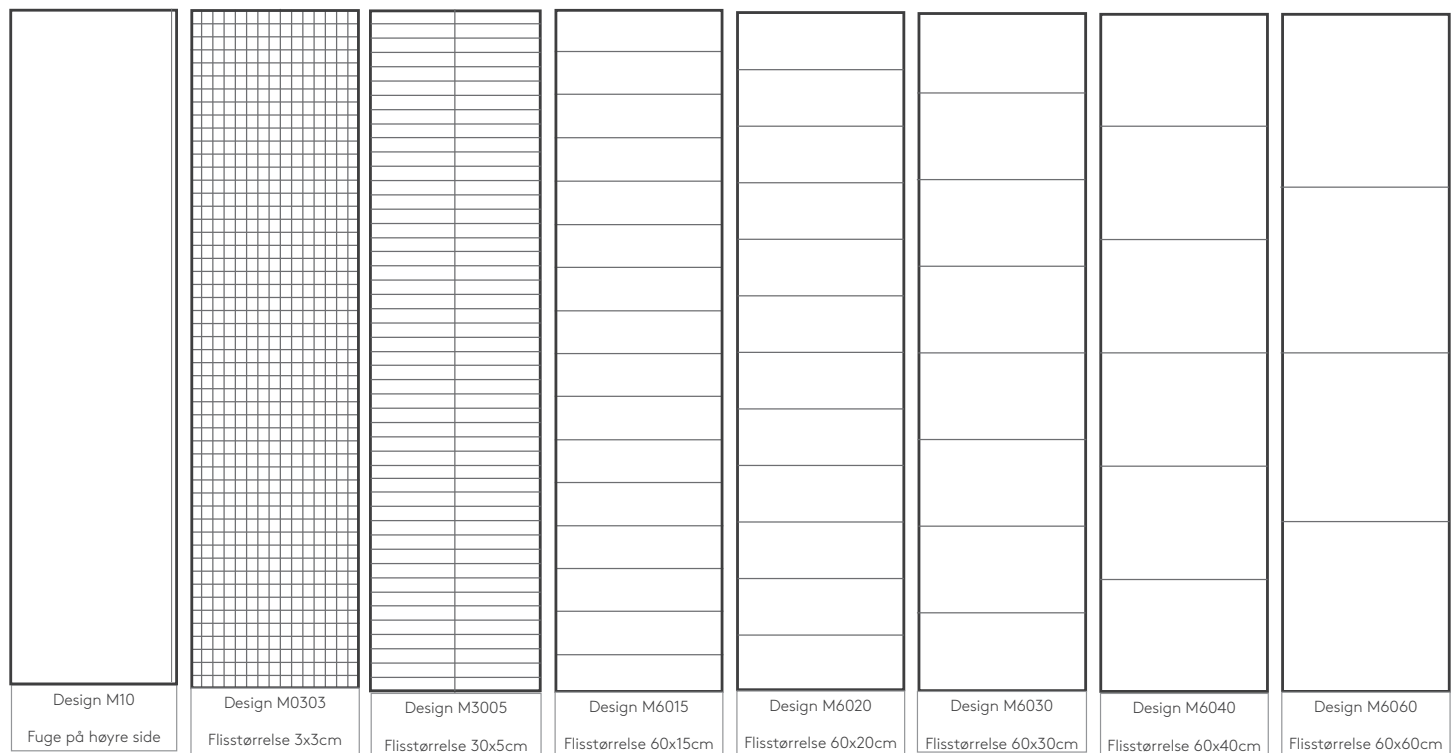 Design M10
Fuge på høyre side
Design M0303
Flisstørrelse 3x3cm
Design M3005
Flisstørrelse 30x5cm
Design M6015
Flisstørrelse 60x15cm
Design M6020
Flisstørrelse 60x20cm
Design M6030
Flisstørrelse 60x30cm
Design M6040
Flisstørrelse 60x40cm
Design M6060
Flisstørrelse 60x60cm